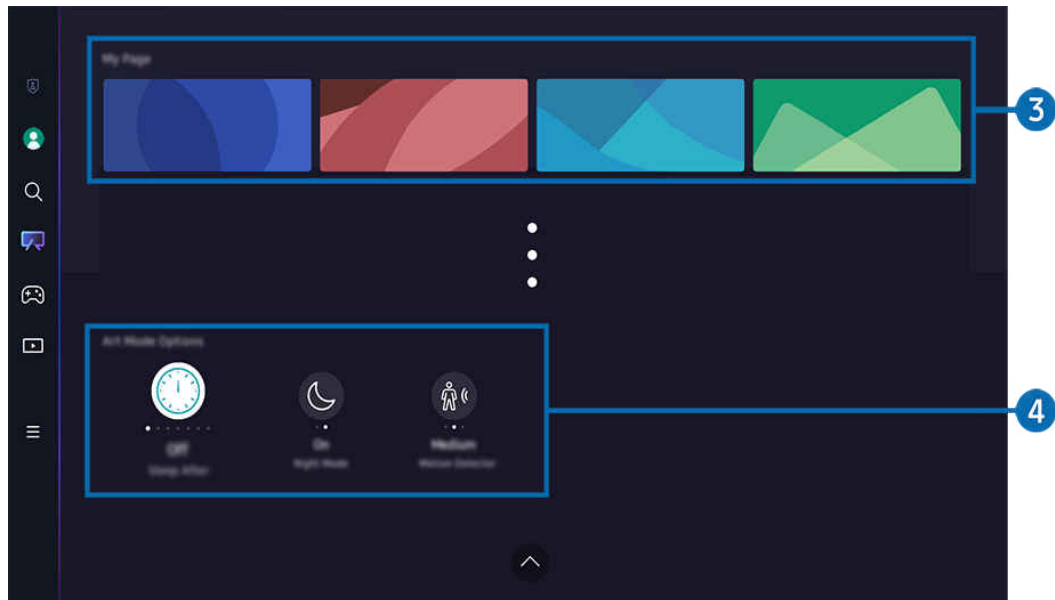 My Page
3
Art Mode Options
Off
On
Medium
Sleep After
Night Mode
Motion Detector
4